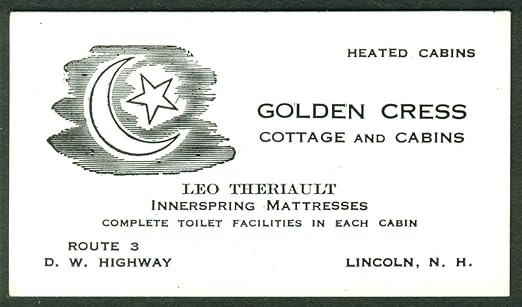 HEATED CABINS
GOLDEN CRESS
COTTAGE AND CABINS
LEO THERIAULT
INNERSPRING MATTRESSES
COMPLETE TOILET FACILITIES IN EACH CABIN
ROUTE 3
D. W. HIGHWAY
LINCOLN, N. H.